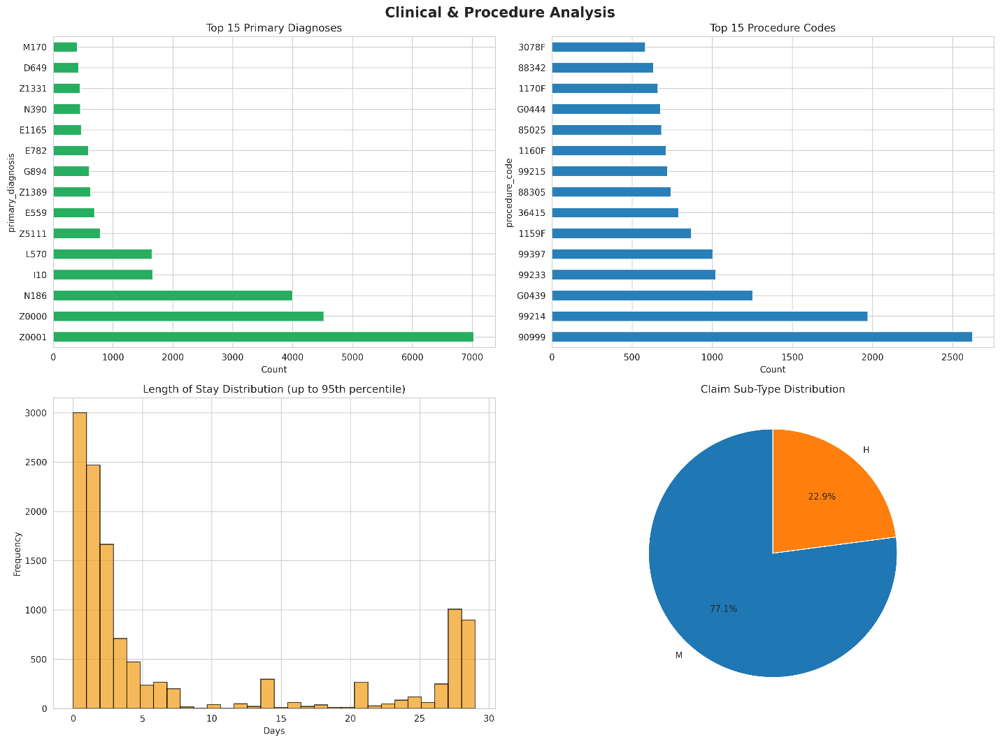 Clinical & Procedure Analysis
Top 15 Primary Diagnoses
primary_diagnosis
M170
D649
Z1331
N390
E1165
E782
G894
Z1389
E559
Z5111
L570
I10
N186
Z0000
Z0001
0 1000 2000 3000 4000 5000 6000 7000
Count
Top 15 Procedure Codes
procedure_code
3078F
88342
1170F
G0444
85025
1160F
99215
88305
36415
1159F
99397
99233
G0439
99214
90999
0 500 1000 1500 2000 2500
Count
Length of Stay Distribution (up to 95th percentile)
Frequency
3000
2500
2000
1500
1000
500
0
0 5 10 15 20 25 30
Days
Claim Sub-Type Distribution
H
22.9%
77.1%
M